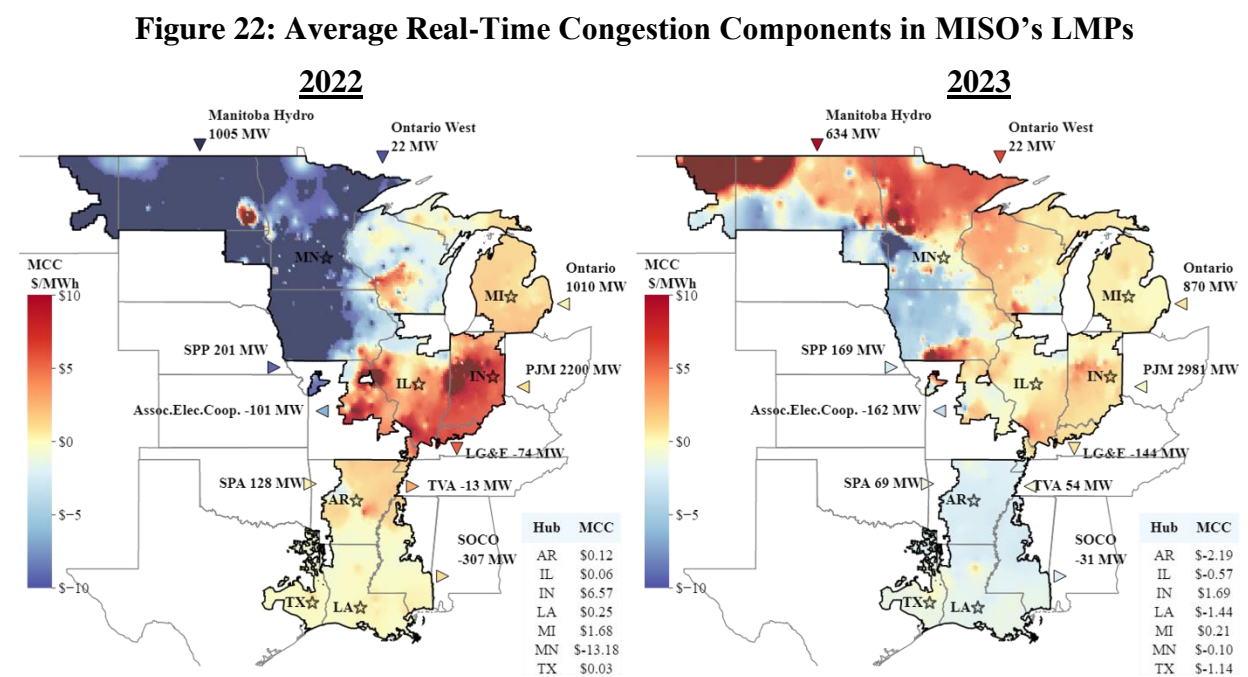 Figure 22: Average Real-Time Congestion Components in MISO's LMPs
2022
Manitoba Hydro
1005 MW
Ontario West
22 MW
MCC
$/MWh
$10
$5
$0
$−5
$−10
MN
MI
Ontario
1010 MW
SPP 201 MW
IL
IN
PJM 2200 MW
Assoc.Elec.Coop. -101 MW
LG&E -74 MW
SPA 128 MW
AR
TVA -13 MW
SOCO
-307 MW
TX
LA
Hub MCC
AR $0.12
IL $0.06
IN $6.57
LA $0.25
MI $1.68
MN $-13.18
TX $0.03
2023
Manitoba Hydro
634 MW
Ontario West
22 MW
MCC
$/MWh
$10
$5
$0
$−5
$−10
MN
MI
Ontario
870 MW
SPP 169 MW
IL
IN
PJM 2981 MW
Assoc.Elec.Coop. -162 MW
LG&E -144 MW
SPA 69 MW
AR
TVA 54 MW
SOCO
-31 MW
TX
LA
Hub MCC
AR $-2.19
IL $-0.57
IN $1.69
LA $-1.44
MI $0.21
MN $-0.10
TX $-1.14